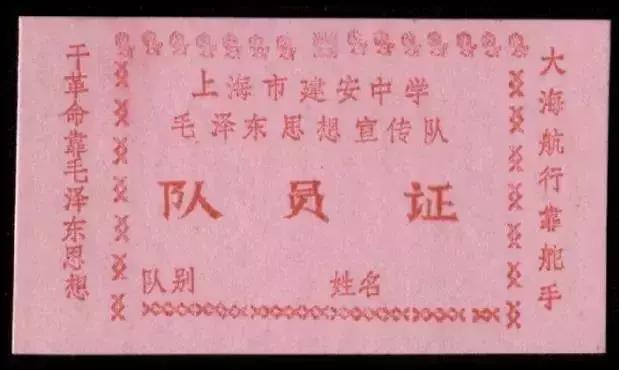 大海航行靠舵手
干革命靠毛泽东思想
上海市建安中学
毛泽东思想宣传队
队员证
队别 姓名